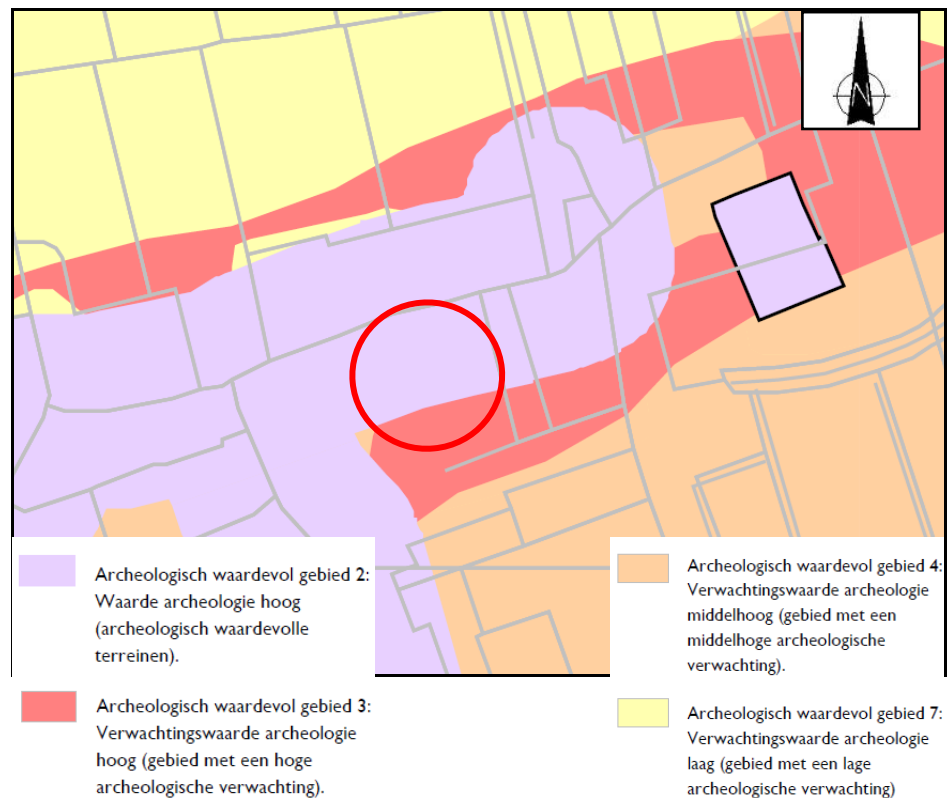 N
Archeologisch waardevol gebied 2:
Waarde archeologie hoog
(archeologisch waardevolle
terreinen).
Archeologisch waardevol gebied 3:
Verwachtingswaarde archeologie
hoog (gebied met een hoge
archeologische verwachting).
Archeologisch waardevol gebied 4:
Verwachtingswaarde archeologie
middelhoog (gebied met een
middelhoge archeologische
verwachting).
Archeologisch waardevol gebied 7:
Verwachtingswaarde archeologie
laag (gebied met een lage
archeologische verwachting)